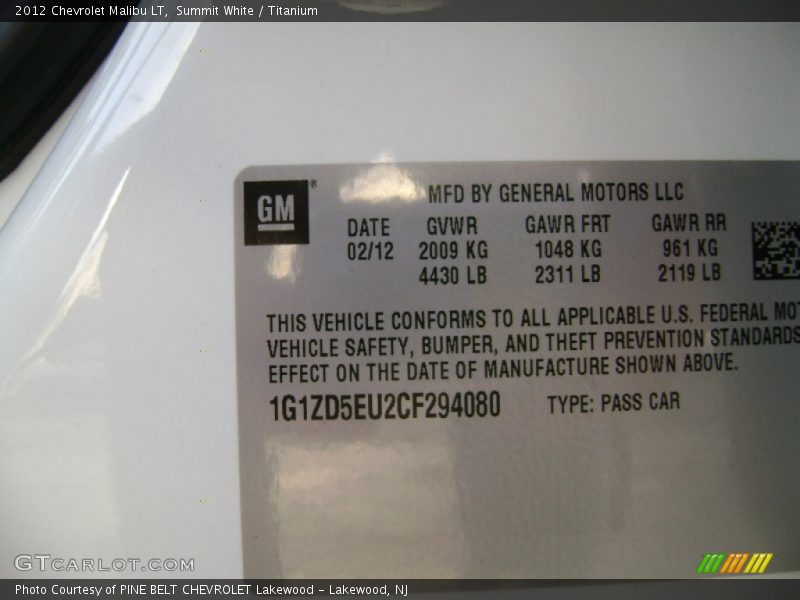 2012 Chevrolet Malibu LT, Summit White / Titanium
GM®
MFD BY GENERAL MOTORS LLC
DATE GVWR GAWR FRT GAWR RR
02/12 2009 KG 1048 KG 961 KG
4430 LB 2311 LB 2119 LB
THIS VEHICLE CONFORMS TO ALL APPLICABLE U.S. FEDERAL MOT
VEHICLE SAFETY, BUMPER, AND THEFT PREVENTION STANDARDS
EFFECT ON THE DATE OF MANUFACTURE SHOWN ABOVE.
1G1ZD5EU2CF294080 TYPE: PASS CAR
GTCARLOT.COM
Photo Courtesy of PINE BELT CHEVROLET Lakewood - Lakewood, NJ